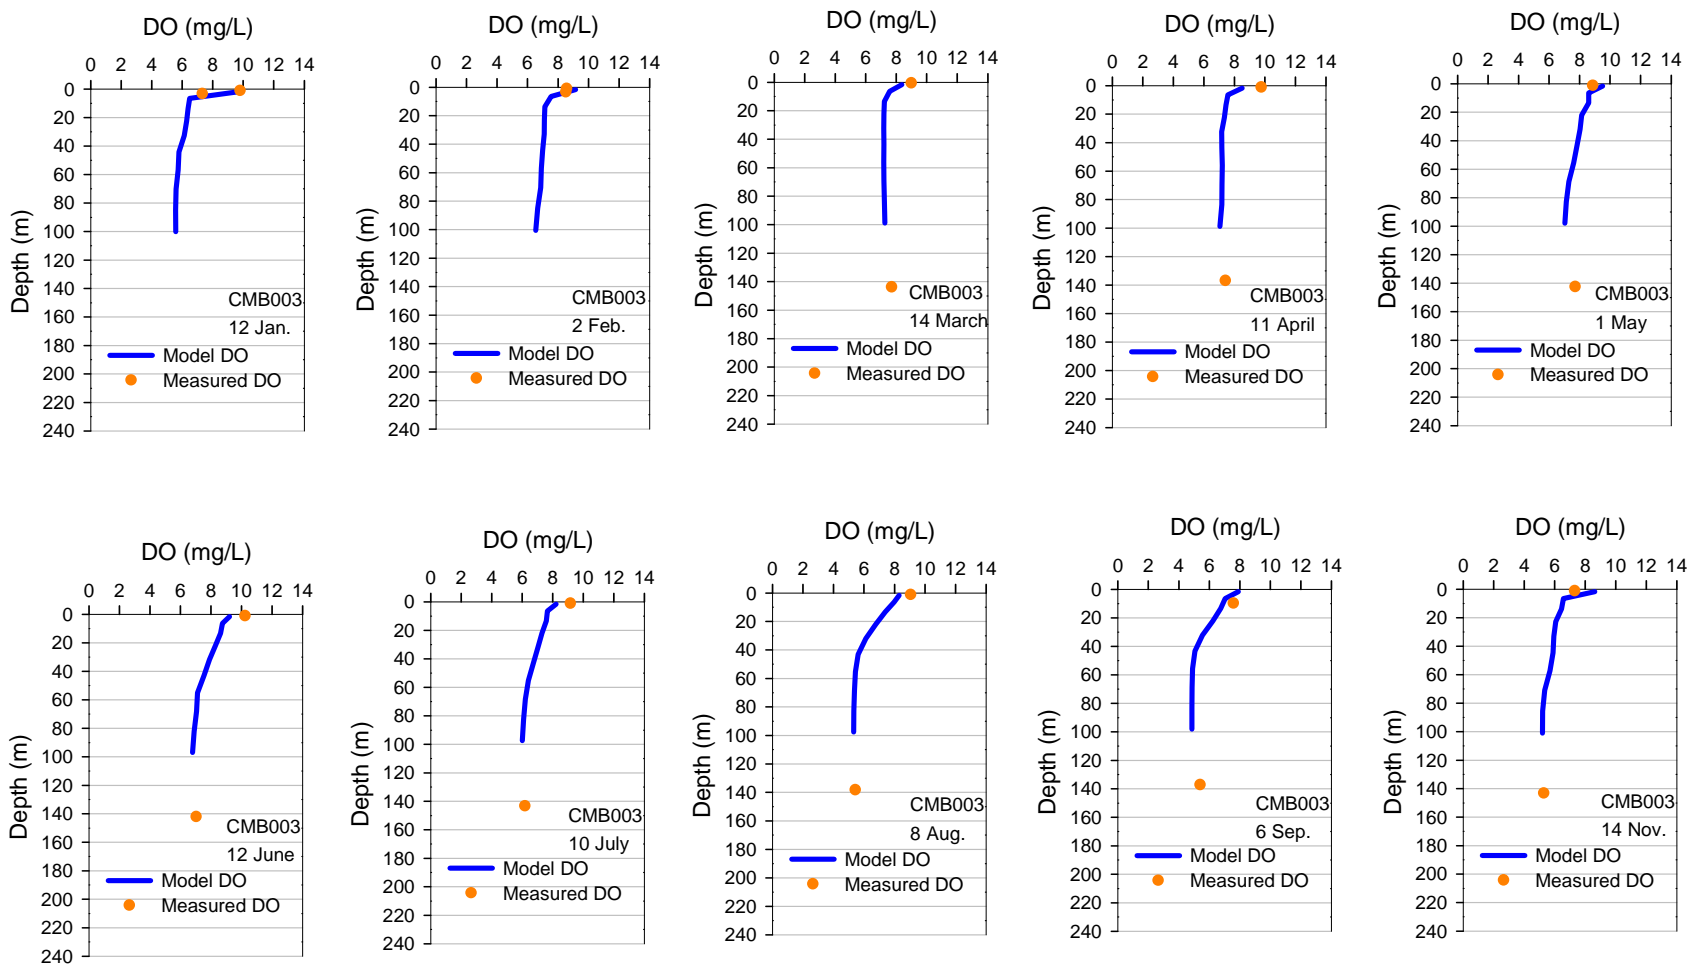 DO (mg/L)
0 2 4 6 8 10 12 14
0
20
40
60
80
100
120
140
160
180
200
220
240
Depth (m)
CMB003
12 Jan.
Model DO
Measured DO
DO (mg/L)
0 2 4 6 8 10 12 14
0
20
40
60
80
100
120
140
160
180
200
220
240
Depth (m)
CMB003
2 Feb.
Model DO
Measured DO
DO (mg/L)
0 2 4 6 8 10 12 14
0
20
40
60
80
100
120
140
160
180
200
220
240
Depth (m)
CMB003
14 March
Model DO
Measured DO
DO (mg/L)
0 2 4 6 8 10 12 14
0
20
40
60
80
100
120
140
160
180
200
220
240
Depth (m)
CMB003
11 April
Model DO
Measured DO
DO (mg/L)
0 2 4 6 8 10 12 14
0
20
40
60
80
100
120
140
160
180
200
220
240
Depth (m)
CMB003
1 May
Model DO
Measured DO
DO (mg/L)
0 2 4 6 8 10 12 14
0
20
40
60
80
100
120
140
160
180
200
220
240
Depth (m)
CMB003
12 June
Model DO
Measured DO
DO (mg/L)
0 2 4 6 8 10 12 14
0
20
40
60
80
100
120
140
160
180
200
220
240
Depth (m)
CMB003
10 July
Model DO
Measured DO
DO (mg/L)
0 2 4 6 8 10 12 14
0
20
40
60
80
100
120
140
160
180
200
220
240
Depth (m)
CMB003
8 Aug.
Model DO
Measured DO
DO (mg/L)
0 2 4 6 8 10 12 14
0
20
40
60
80
100
120
140
160
180
200
220
240
Depth (m)
CMB003
6 Sep.
Model DO
Measured DO
DO (mg/L)
0 2 4 6 8 10 12 14
0
20
40
60
80
100
120
140
160
180
200
220
240
Depth (m)
CMB003
14 Nov.
Model DO
Measured DO